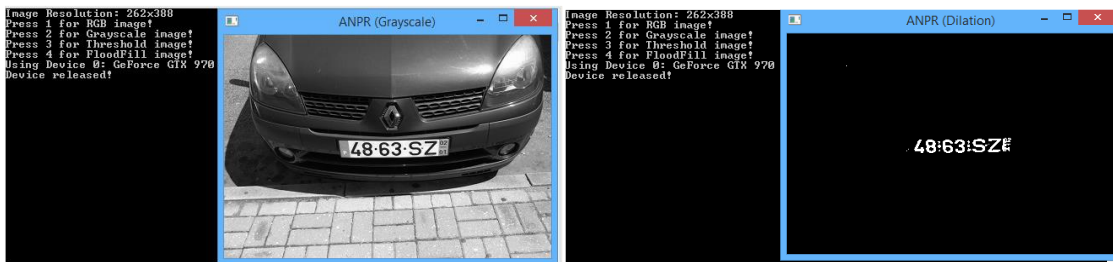 Image Resolution: 262x388
Press 1 for RGB image!
Press 2 for Grayscale image!
Press 3 for Threshold image!
Press 4 for FloodFill image!
Using Device 0: GeForce GTX 970
Device released!
ANPR (Grayscale)
48·63·SZ
02
01
Image Resolution: 262x388
Press 1 for RGB image!
Press 2 for Grayscale image!
Press 3 for Threshold image!
Press 4 for FloodFill image!
Using Device 0: GeForce GTX 970
Device released!
ANPR (Dilation)
48:63:SZ